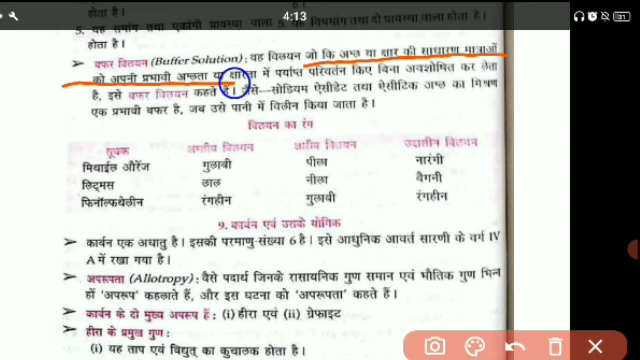 होता है।
4:13
5. यह समांग तथा एकांगी प्रावस्था वाला 5. यह विषमांग तथा दो प्रावस्था वाला होता है।
होता है।
➤ बफर विलयन (Buffer Solution) : वह विलयन जो कि अम्ल या क्षार की साधारण मात्राओं
को अपनी प्रभावी अम्लता या क्षारता में पर्याप्त परिवर्तन किए बिना अवशोषित कर लेता
है, इसे बफर विलयन कहते हैं। जैसे—सोडियम ऐसीटेट तथा ऐसीटिक अम्ल का मिश्रण
एक प्रभावी बफर है, जब उसे पानी में विलीन किया जाता है।
विलयन का रंग
सूचक अम्लीय विलयन क्षारीय विलयन उदासीन विलयन
मिथाईल औरेंज गुलाबी पीला नारंगी
लिट्मस लाल नीला बैगनी
फिनॉल्फथेलीन रंगहीन गुलाबी रंगहीन
9. कार्बन एवं उसके यौगिक
➤ कार्बन एक अधातु है। इसकी परमाणु-संख्या 6 है। इसे आधुनिक आवर्त सारणी के वर्ग IV
A में रखा गया है।
➤ अपरूपता (Allotropy) : वैसे पदार्थ जिनके रासायनिक गुण समान एवं भौतिक गुण भिन्न
हों 'अपरूप' कहलाते हैं, और इस घटना को 'अपरूपता' कहते हैं।
➤ कार्बन के दो मुख्य अपरूप हैं : (i) हीरा एवं (ii) ग्रेफाइट
➤ हीरा के प्रमुख गुण :
(i) यह ताप एवं विद्युत् का कुचालक होता है।